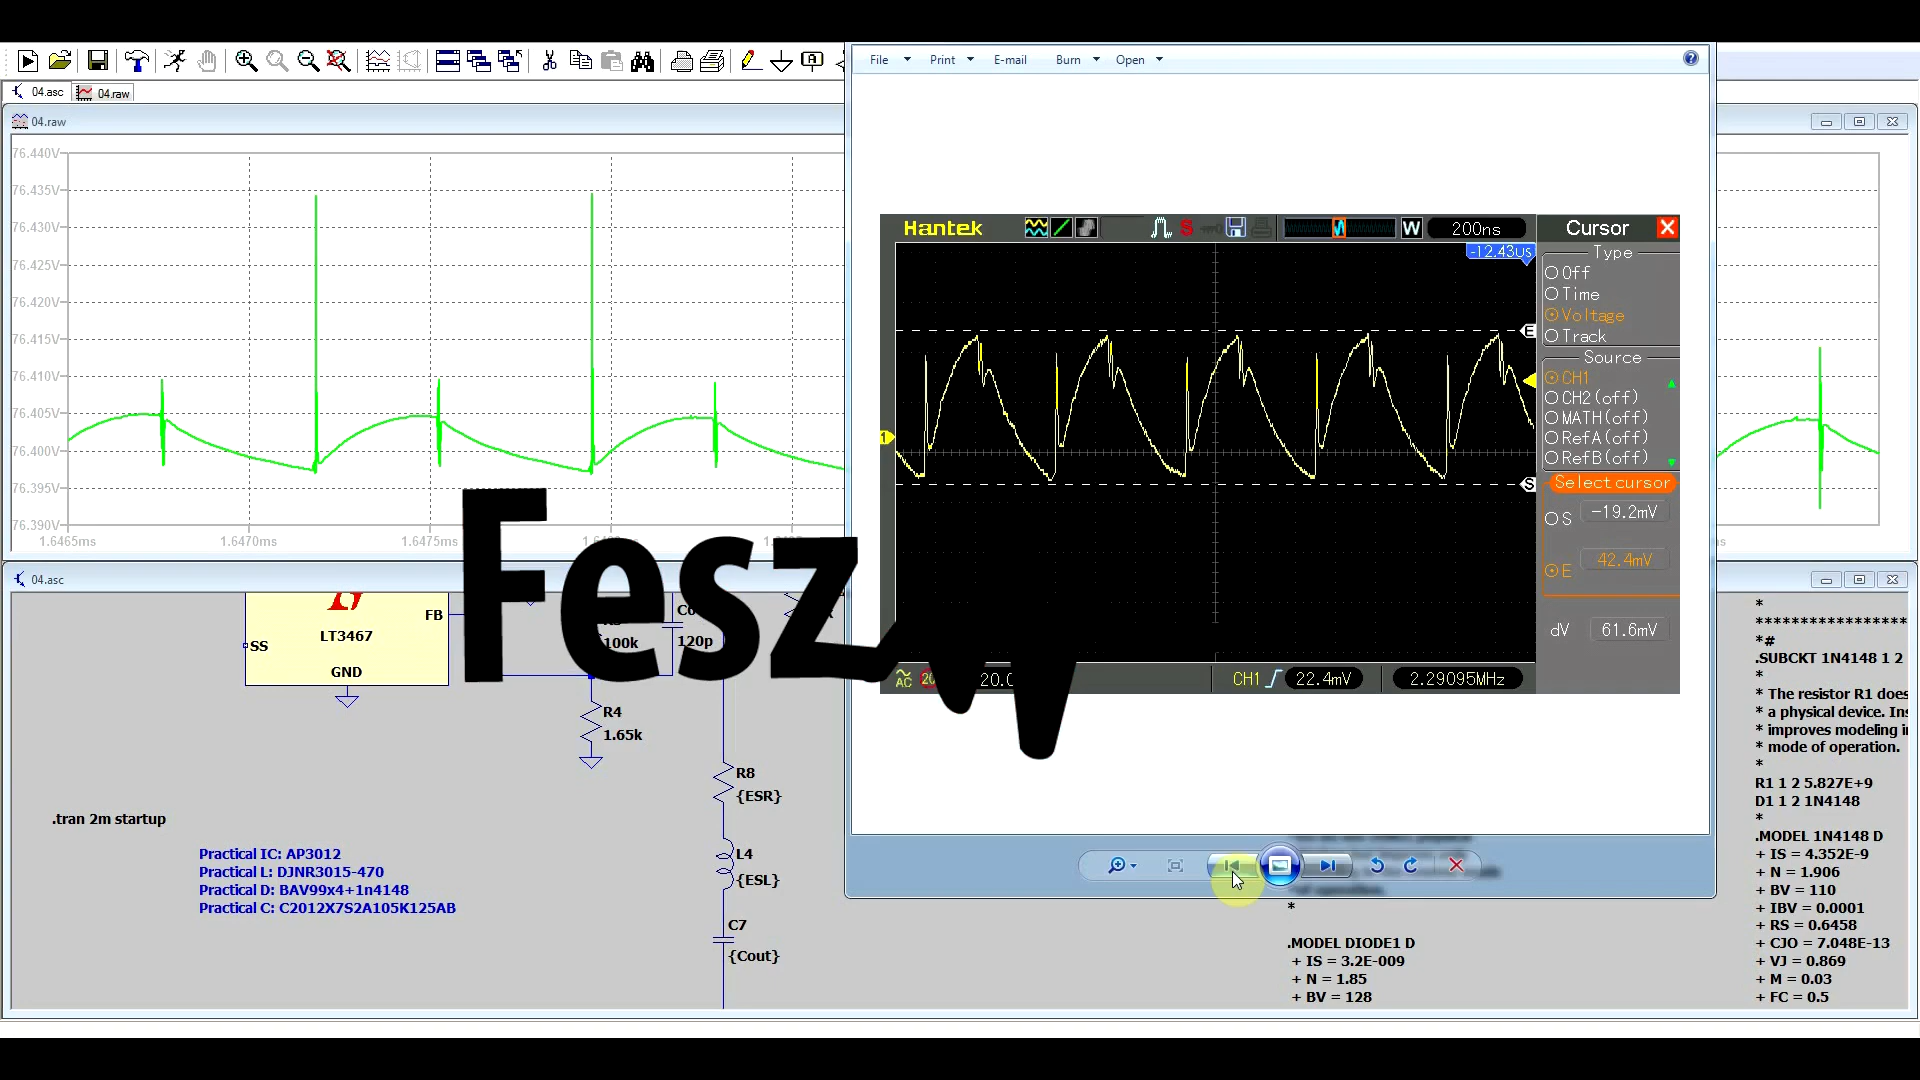 File Print E-mail Burn Open
04.asc 04.raw
04.raw
76.440V
76.435V
76.430V
76.425V
76.420V
76.415V
76.410V
76.405V
76.400V
76.395V
76.390V
1.6465ms 1.6470ms 1.6475ms
Hantek W 200ns
-12.43us
E
1
S
Cursor
Type
Off
Time
Voltage
Track
Source
CH1
CH2(off)
MATH(off)
RefA(off)
RefB(off)
Select cursor
S -19.2mV
E 42.4mV
dV 61.6mV
AC 20.0 CH1 22.4mV 2.29095MHz
Fesz
04.asc
FB
LT3467
SS
GND
100k
120p
R4
1.65k
R8
{ESR}
L4
{ESL}
C7
{Cout}
.tran 2m startup
Practical IC: AP3012
Practical L: DJNR3015-470
Practical D: BAV99x4+1n4148
Practical C: C2012X7S2A105K125AB
*
.MODEL DIODE1 D
+ IS = 3.2E-009
+ N = 1.85
+ BV = 128
*
******************
*#
.SUBCKT 1N4148 1 2
*
* The resistor R1 does
* a physical device. Ins
* improves modeling i
* mode of operation.
*
R1 1 2 5.827E+9
D1 1 2 1N4148
*
.MODEL 1N4148 D
+ IS = 4.352E-9
+ N = 1.906
+ BV = 110
+ IBV = 0.0001
+ RS = 0.6458
+ CJO = 7.048E-13
+ VJ = 0.869
+ M = 0.03
+ FC = 0.5